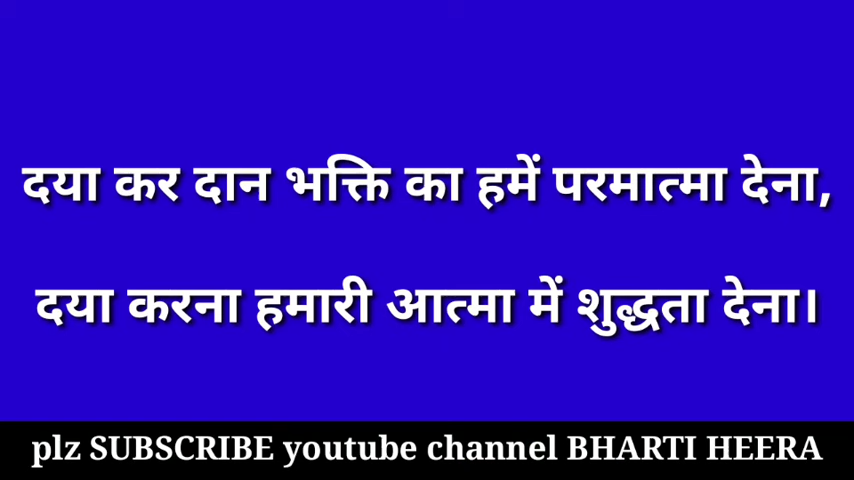 दया कर दान भक्ति का हमें परमात्मा देना,
दया करना हमारी आत्मा में शुद्धता देना।
plz SUBSCRIBE youtube channel BHARTI HEERA